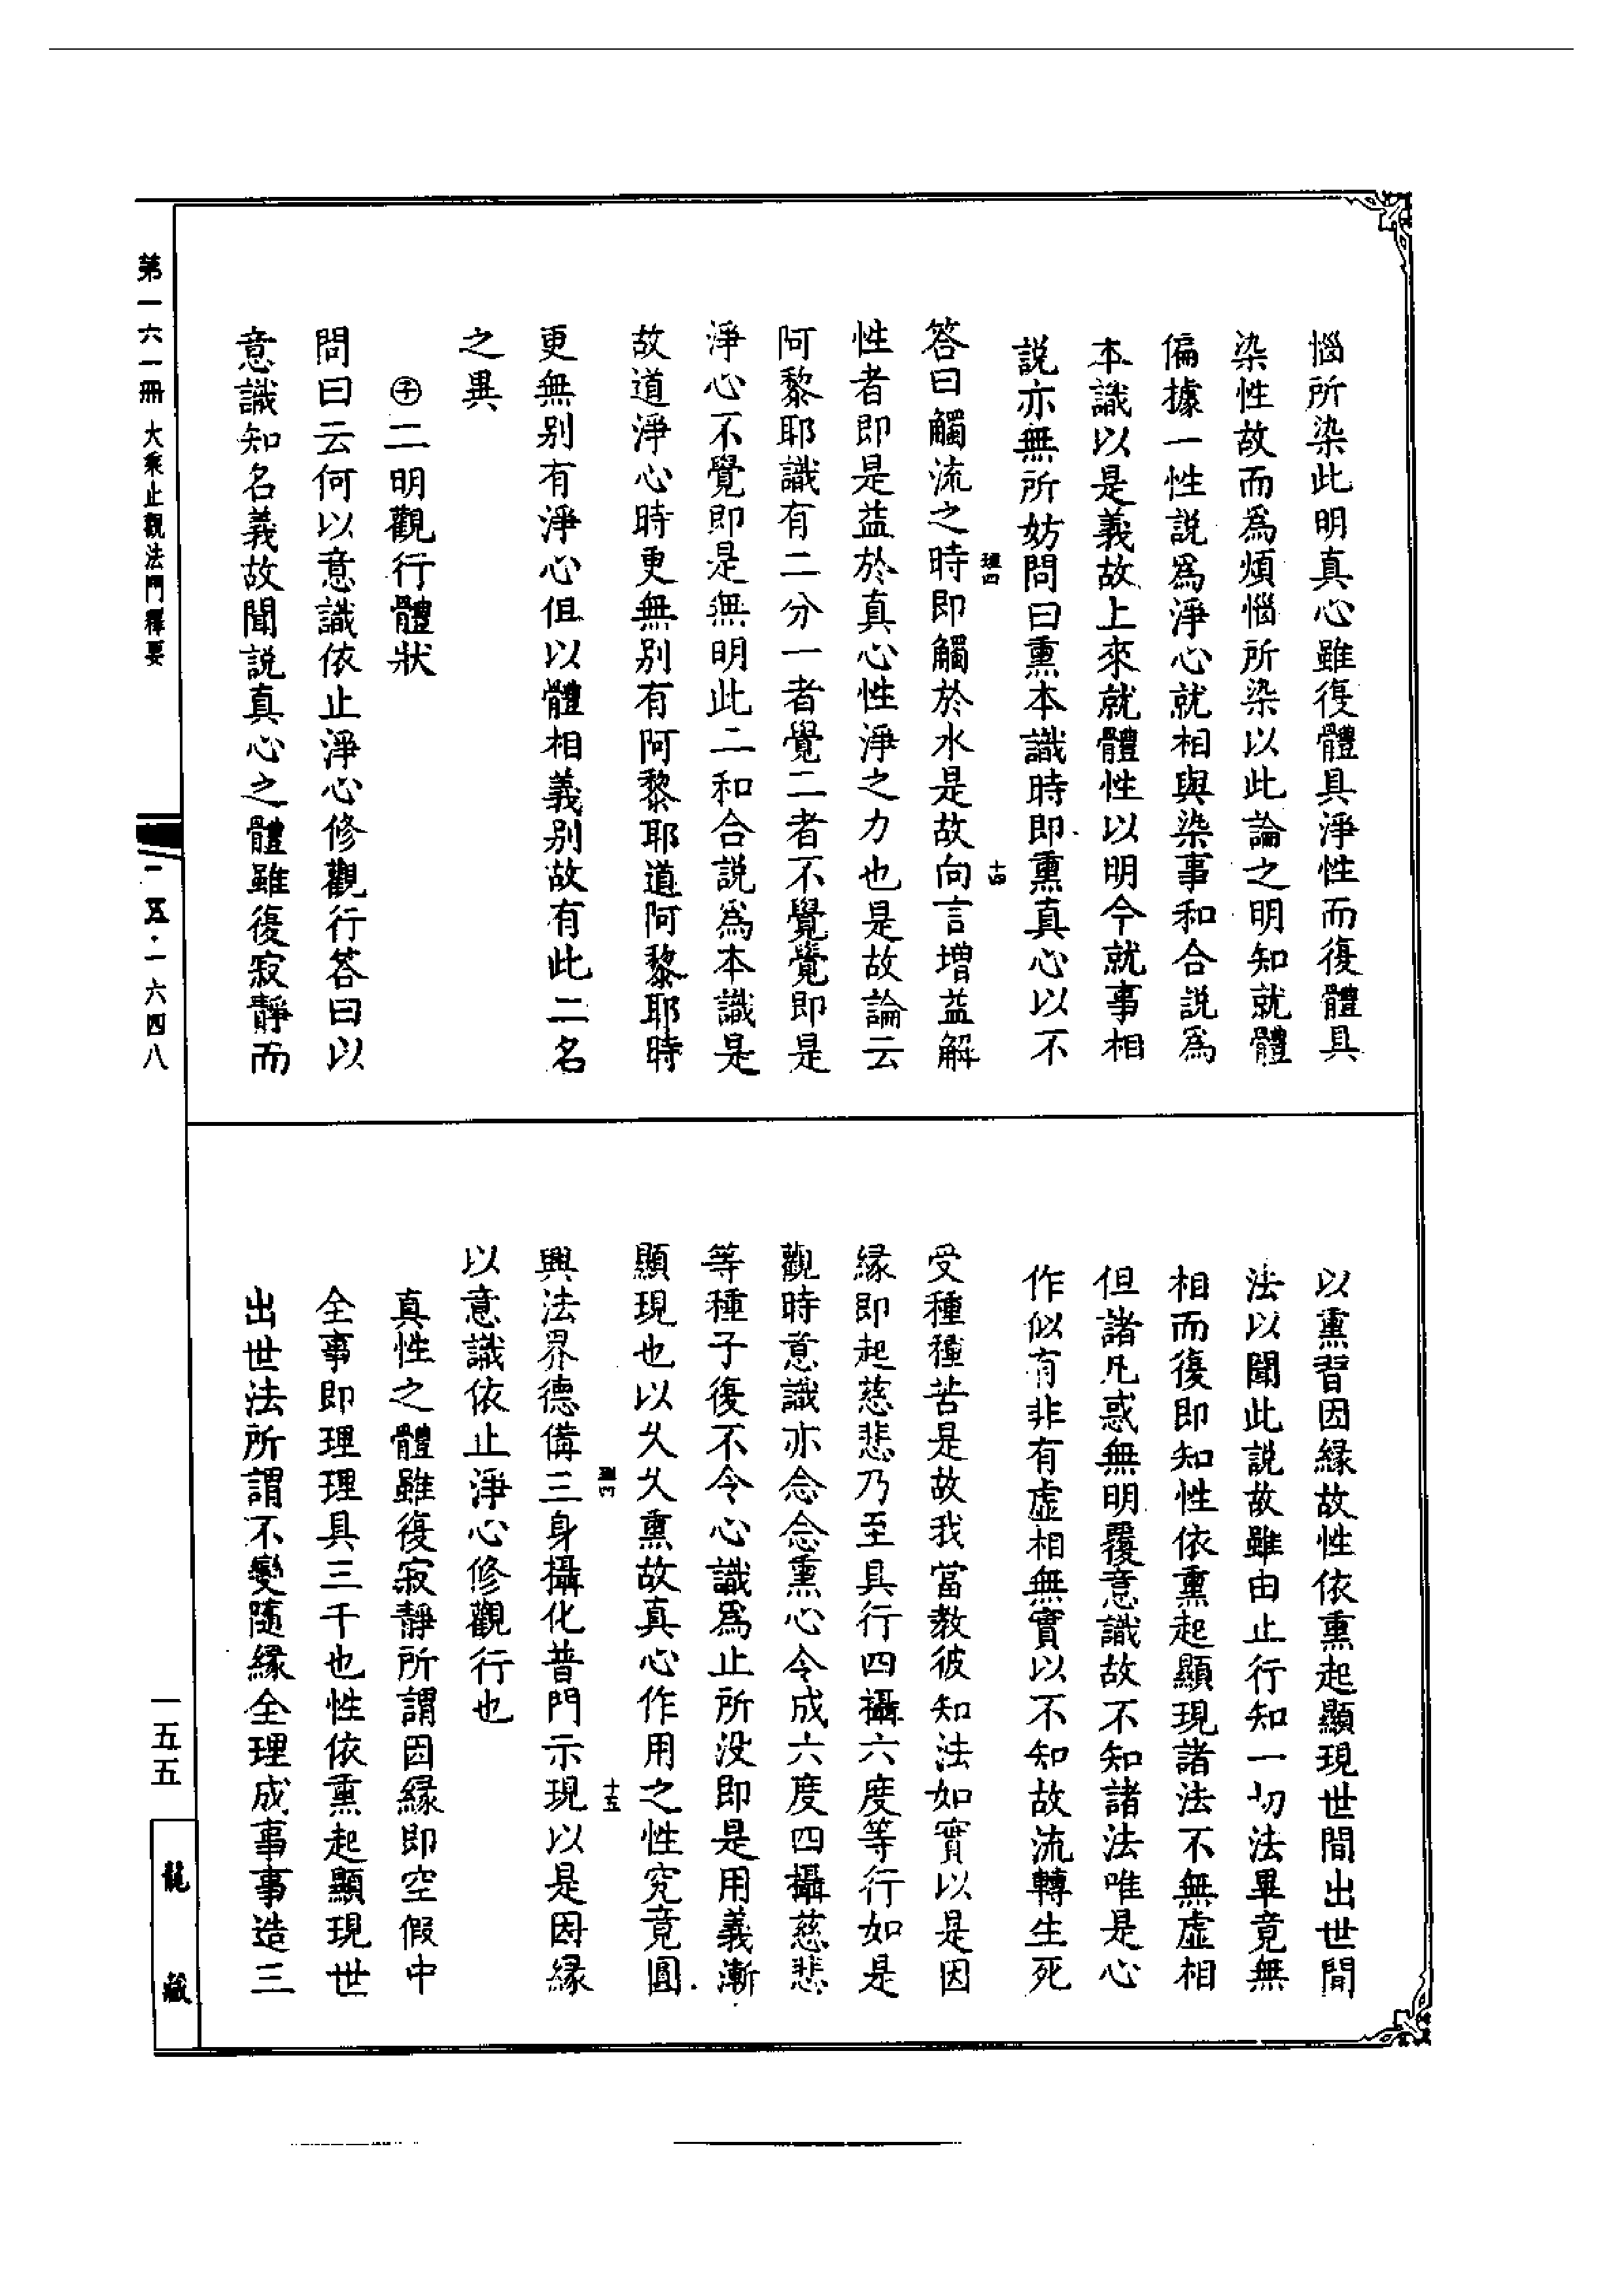 惱所染此明真心雖復體具淨性而復體具
染性故而爲煩惱所染以此論之明知就體
偏據一性説爲淨心就相與染事和合説爲
本識以是義故上來就體性以明今就事相
説亦無所妨問曰熏本識時即熏真心以不
答曰觸流之時即觸於水是故向言增益解
性者即是益於真心性淨之力也是故論云
阿黎耶識有二分一者覺二者不覺覺即是
淨心不覺即是無明此二和合説爲本識是
故道淨心時更無别有阿黎耶道阿黎耶時
更無别有淨心但以體相義别故有此二名
之異
㊉二明觀行體狀
問曰云何以意識依止淨心修觀行答曰以
意識知名義故聞説真心之體雖復寂靜而
以熏習因緣故性依熏起顯現世間出世間
法以聞此説故雖由止行知一切法畢竟無
相而復即知性依熏起顯現諸法不無虛相
但諸凡惑無明覆意識故不知諸法唯是心
作似有非有虛相無實以不知故流轉生死
受種種苦是故我當教彼知法如實以是因
緣即起慈悲乃至具行四攝六度等行如是
觀時意識亦念念熏心令成六度四攝慈悲
等種子復不令心識爲止所没即是用義漸
顯現也以久久熏故真心作用之性究竟圓
興法界德備三身攝化普門示現以是因緣
以意識依止淨心修觀行也
真性之體雖復寂靜所謂因緣即空假中
全事即理理具三千也性依熏起顯現世
出世法所謂不變隨緣全理成事事造三
第一六一冊 大乘止觀法門釋要
一六四八
一五五
龍藏
十四
十五